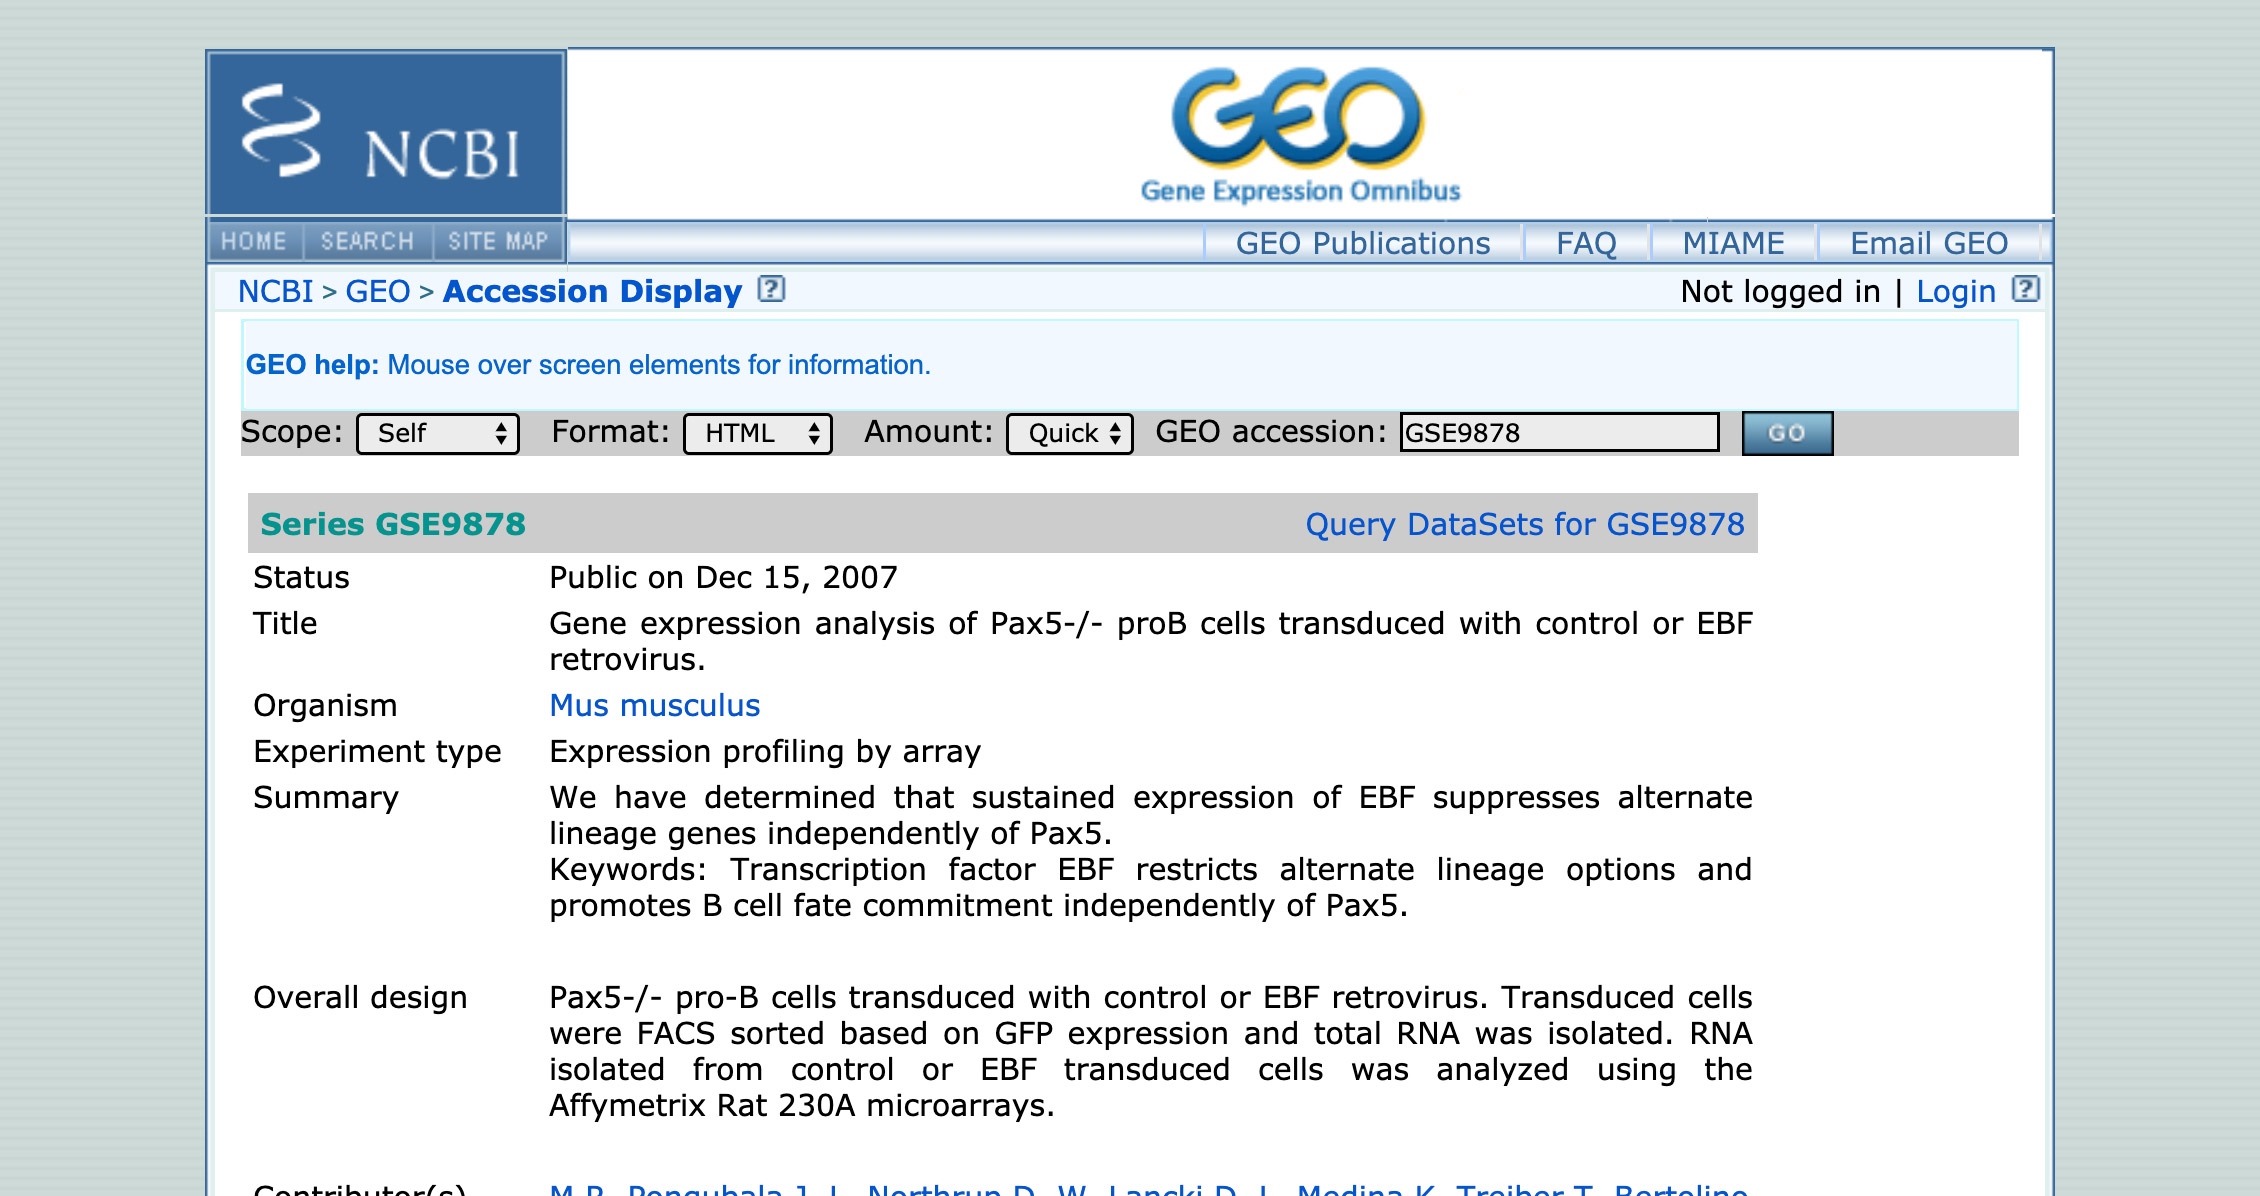 NCBI
GEO
Gene Expression Omnibus
HOME SEARCH SITE MAP GEO Publications FAQ MIAME Email GEO
NCBI > GEO > Accession Display ? Not logged in | Login ?
GEO help: Mouse over screen elements for information.
Scope: Self Format: HTML Amount: Quick GEO accession: GSE9878 GO
Series GSE9878 Query DataSets for GSE9878
Status Public on Dec 15, 2007
Title Gene expression analysis of Pax5-/- proB cells transduced with control or EBF
retrovirus.
Organism Mus musculus
Experiment type Expression profiling by array
Summary We have determined that sustained expression of EBF suppresses alternate
lineage genes independently of Pax5.
Keywords: Transcription factor EBF restricts alternate lineage options and
promotes B cell fate commitment independently of Pax5.
Overall design Pax5-/- pro-B cells transduced with control or EBF retrovirus. Transduced cells
were FACS sorted based on GFP expression and total RNA was isolated. RNA
isolated from control or EBF transduced cells was analyzed using the
Affymetrix Rat 230A microarrays.
Contributor(s) M R, Pongubala J J, Northrup D, W, Lancki D, J, Medina K, Treiber T, Bertolino